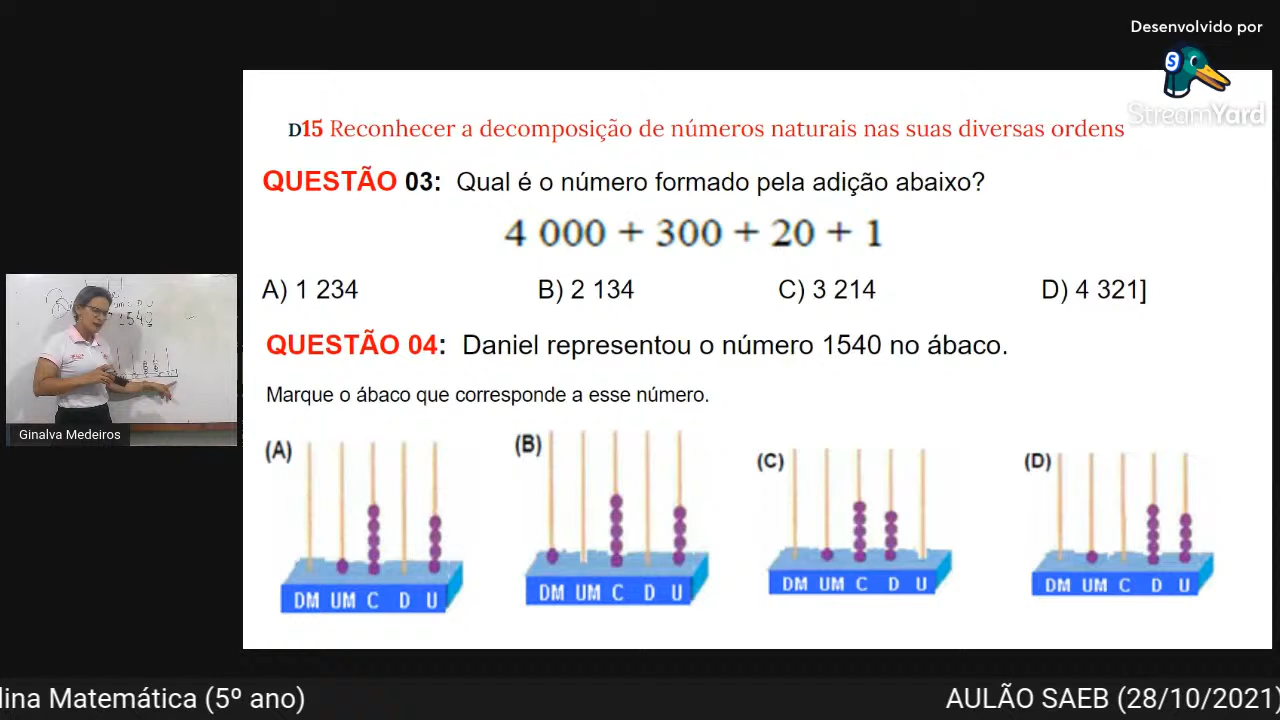 Desenvolvido por
S
StreamYard
D15 Reconhecer a decomposição de números naturais nas suas diversas ordens
QUESTÃO 03: Qual é o número formado pela adição abaixo?
4 000 + 300 + 20 + 1
A) 1 234 B) 2 134 C) 3 214 D) 4 321]
QUESTÃO 04: Daniel representou o número 1540 no ábaco.
Marque o ábaco que corresponde a esse número.
(A) (B) (C) (D)
DM UM C D U
DM UM C D U
DM UM C D U
DM UM C D U
Ginalva Medeiros
lina Matemática (5º ano)
AULÃO SAEB (28/10/2021)